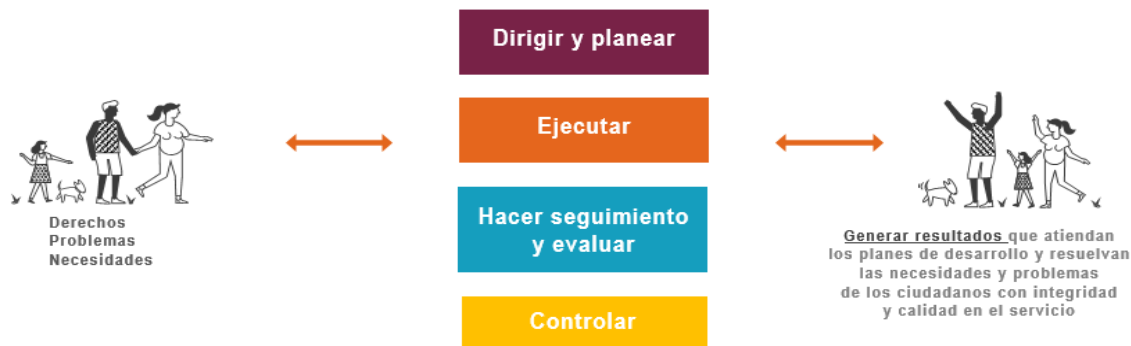 Dirigir y planear
Ejecutar
Hacer seguimiento
y evaluar
Controlar
Derechos
Problemas
Necesidades
Generar resultados que atiendan
los planes de desarrollo y resuelvan
las necesidades y problemas
de los ciudadanos con integridad
y calidad en el servicio